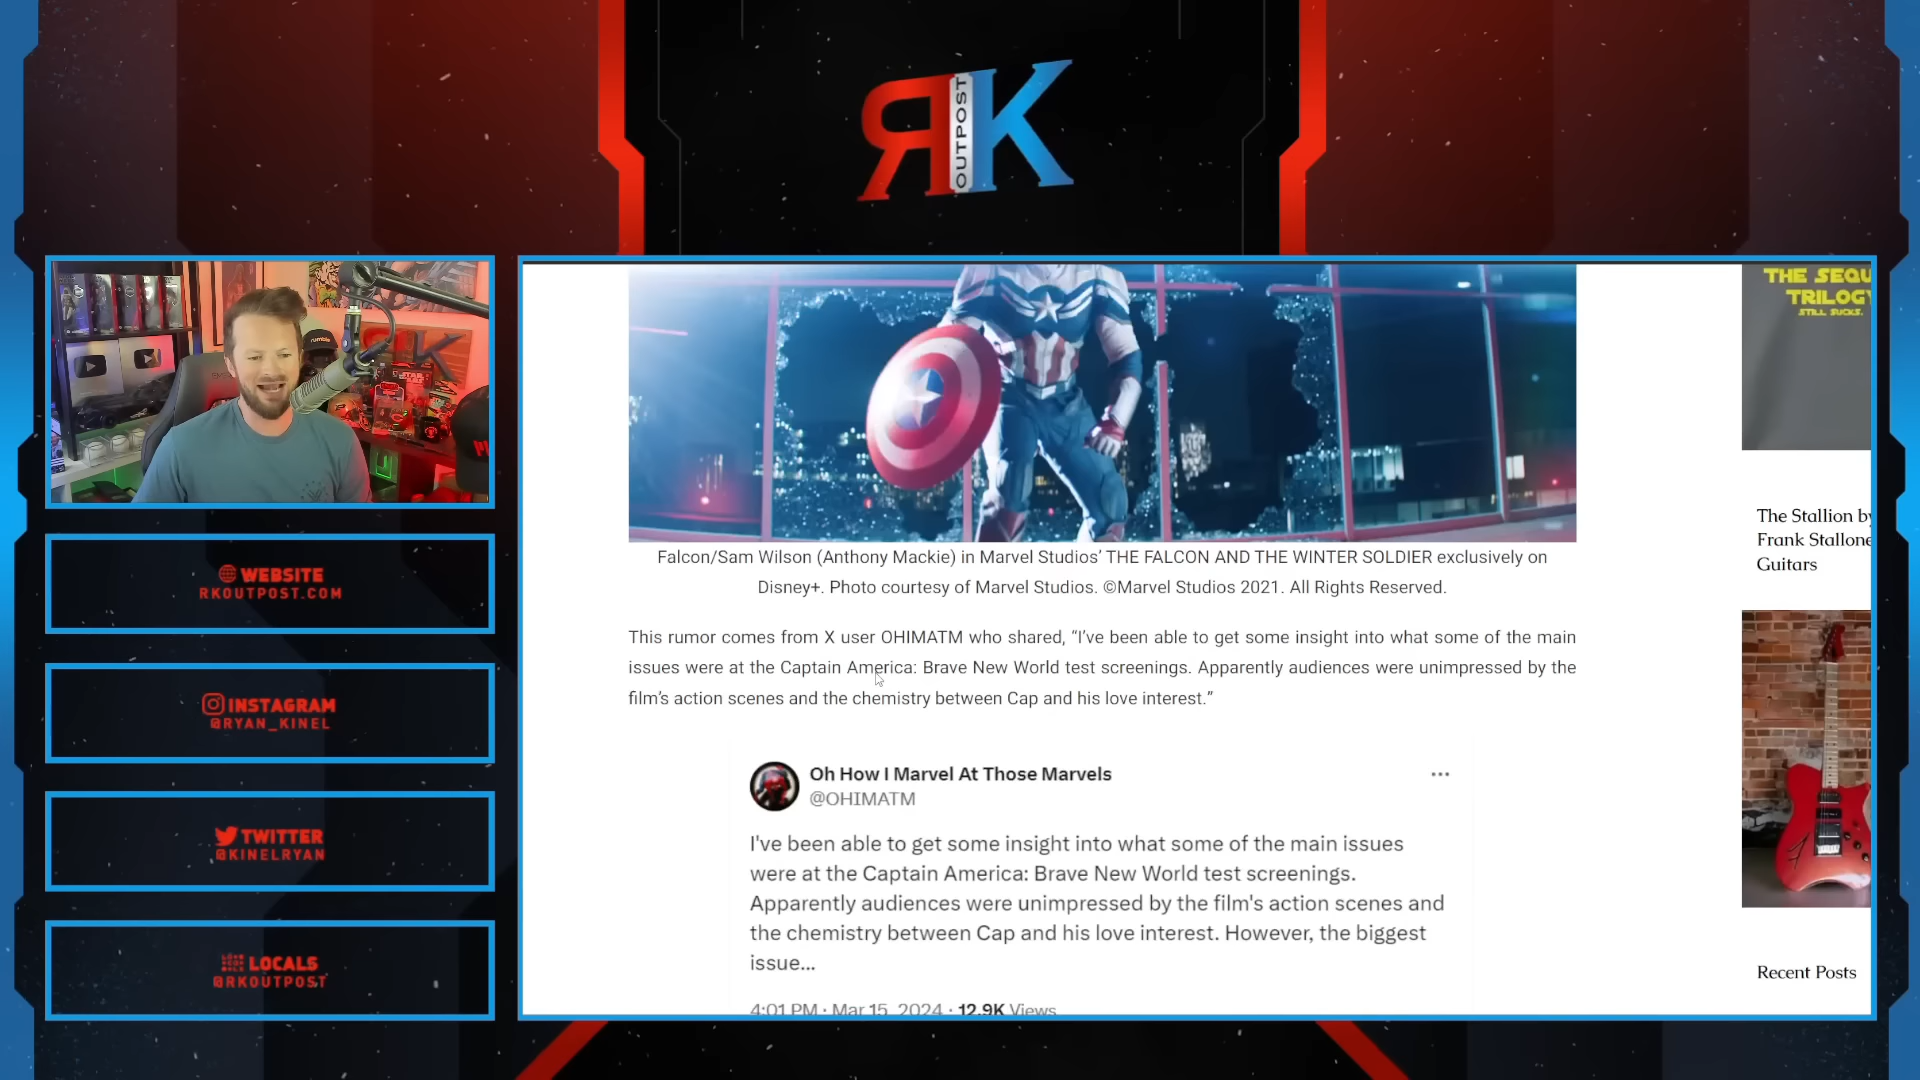 RK
OUTPOST
rumble
RK
WEBSITE
RKOUTPOST.COM
INSTAGRAM
@RYAN_KINEL
TWITTER
@KINELRYAN
LOCALS
@RKOUTPOST
Falcon/Sam Wilson (Anthony Mackie) in Marvel Studios’ THE FALCON AND THE WINTER SOLDIER exclusively on
Disney+. Photo courtesy of Marvel Studios. ©Marvel Studios 2021. All Rights Reserved.
This rumor comes from X user OHIMATM who shared, “I’ve been able to get some insight into what some of the main
issues were at the Captain America: Brave New World test screenings. Apparently audiences were unimpressed by the
film’s action scenes and the chemistry between Cap and his love interest.”
Oh How I Marvel At Those Marvels
@OHIMATM
I've been able to get some insight into what some of the main issues
were at the Captain America: Brave New World test screenings.
Apparently audiences were unimpressed by the film's action scenes and
the chemistry between Cap and his love interest. However, the biggest
issue...
4:01 PM · Mar 15, 2024 · 12.9K Views
THE SEQU
TRILOGY
STILL SUCKS.
The Stallion by
Frank Stallone
Guitars
Recent Posts